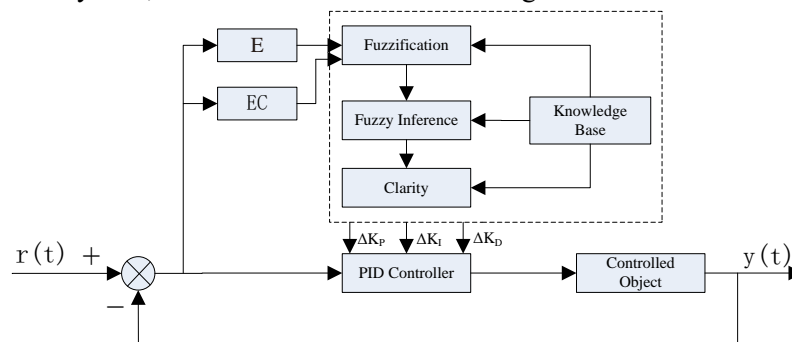 E
Fuzzification
EC
Fuzzy Inference
Knowledge
Base
Clarity
ΔK_P
ΔK_I
ΔK_D
r(t) +
PID Controller
Controlled
Object
y(t)
−